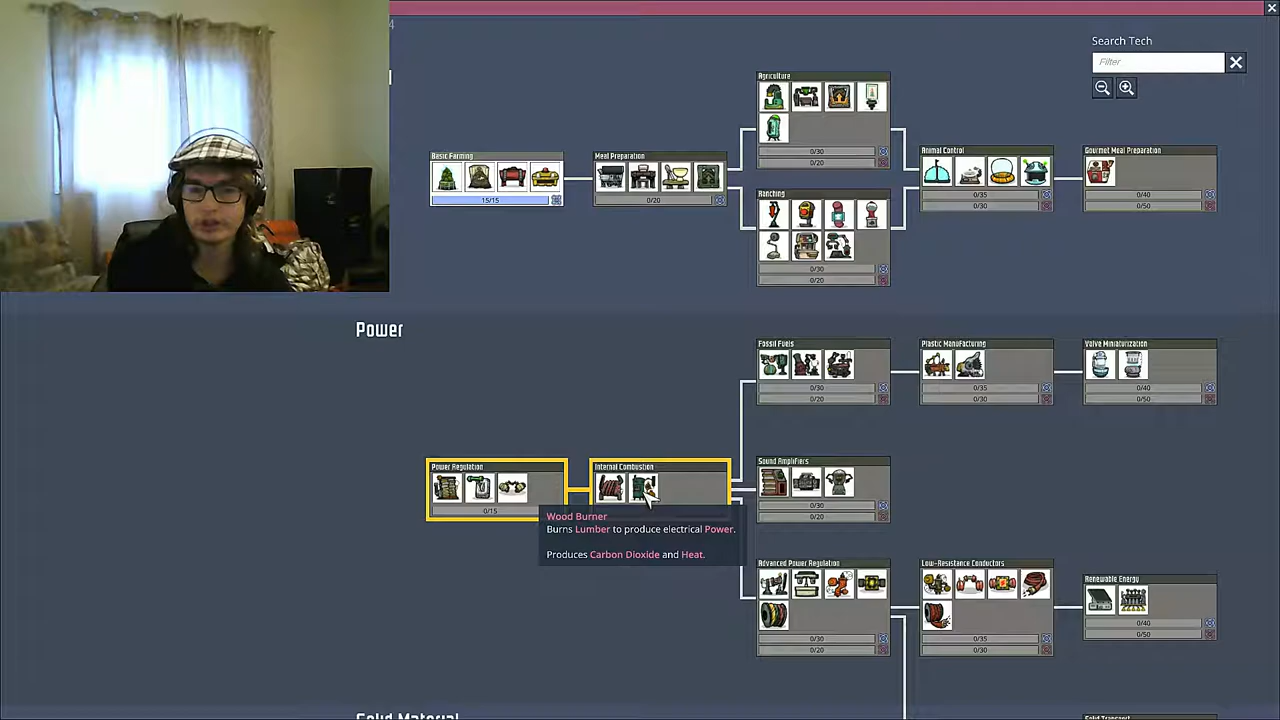 4
Search Tech
Filter
Agriculture
0/30
0/20
Basic Farming
15/15
Meal Preparation
0/20
Animal Control
0/35
0/30
Gourmet Meal Preparation
0/40
0/50
Ranching
0/30
0/20
Power
Fossil Fuels
0/30
0/20
Plastic Manufacturing
0/35
0/30
Valve Miniaturization
0/40
0/50
Power Regulation
0/15
Internal Combustion
Sound Amplifiers
0/30
0/20
Wood Burner
Burns Lumber to produce electrical Power.
Produces Carbon Dioxide and Heat.
Advanced Power Regulation
0/30
0/20
Low-Resistance Conductors
0/35
0/30
Renewable Energy
0/40
0/50
Solid Material
Solid Transport